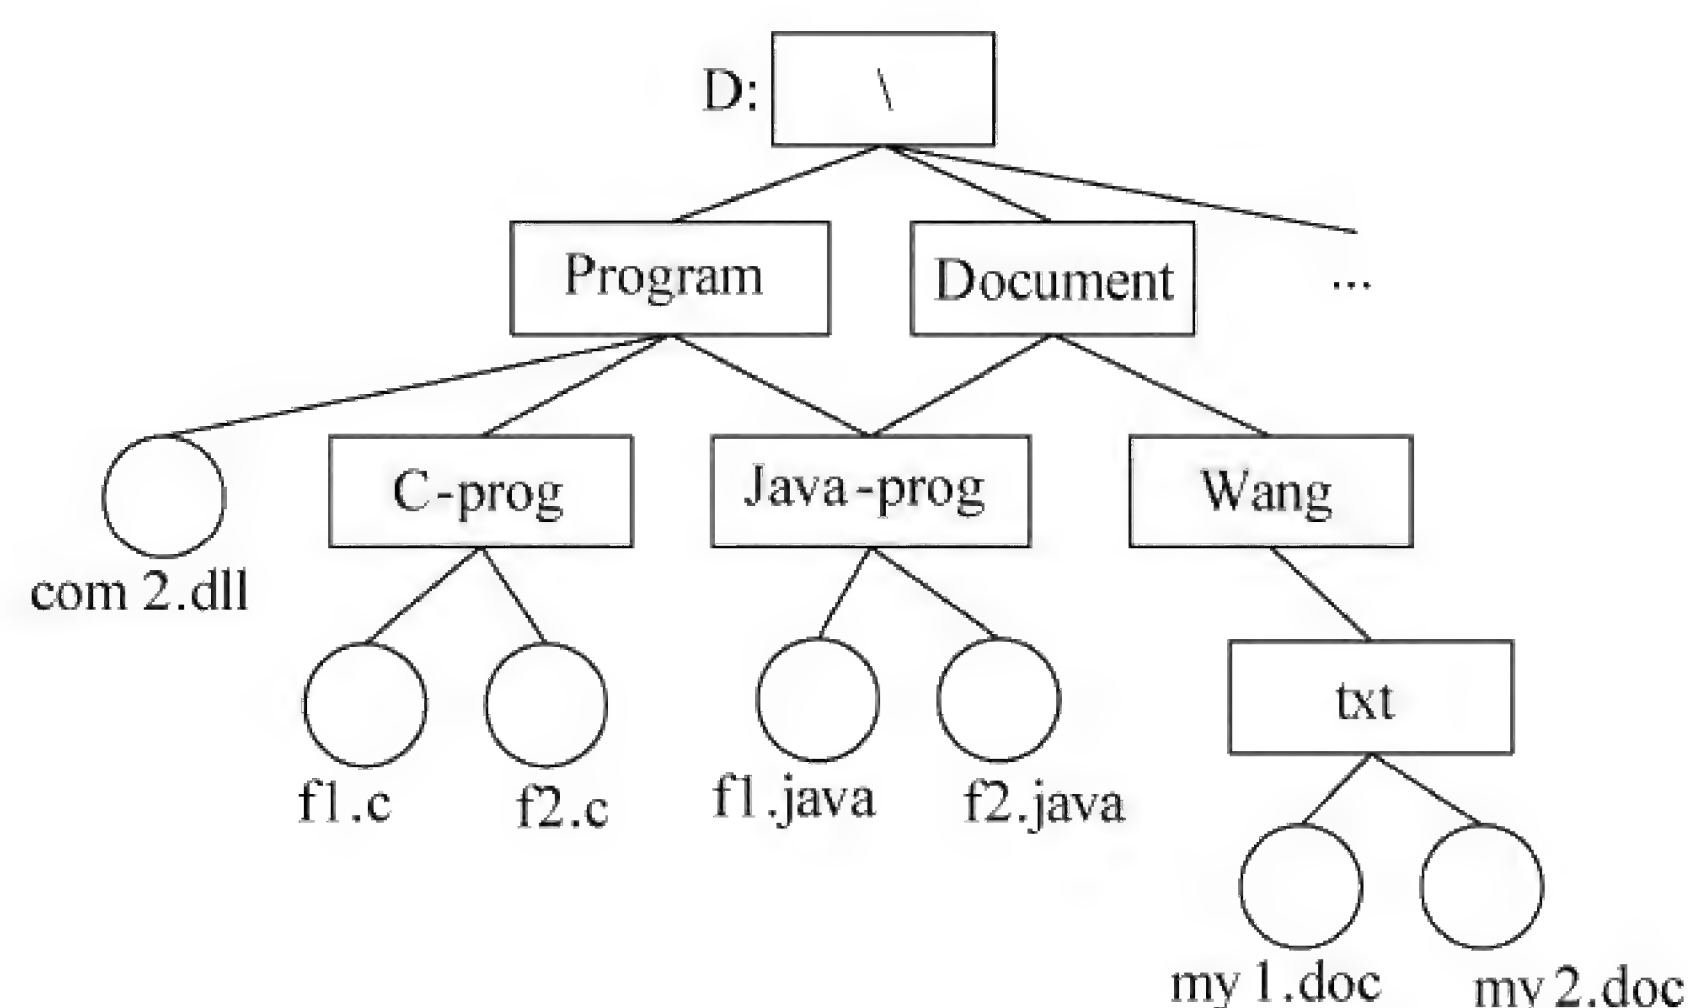 D: \
Program
Document
...
C-prog
Java-prog
Wang
com 2.dll
txt
f1.c
f2.c
f1.java
f2.java
my 1.doc
my 2.doc